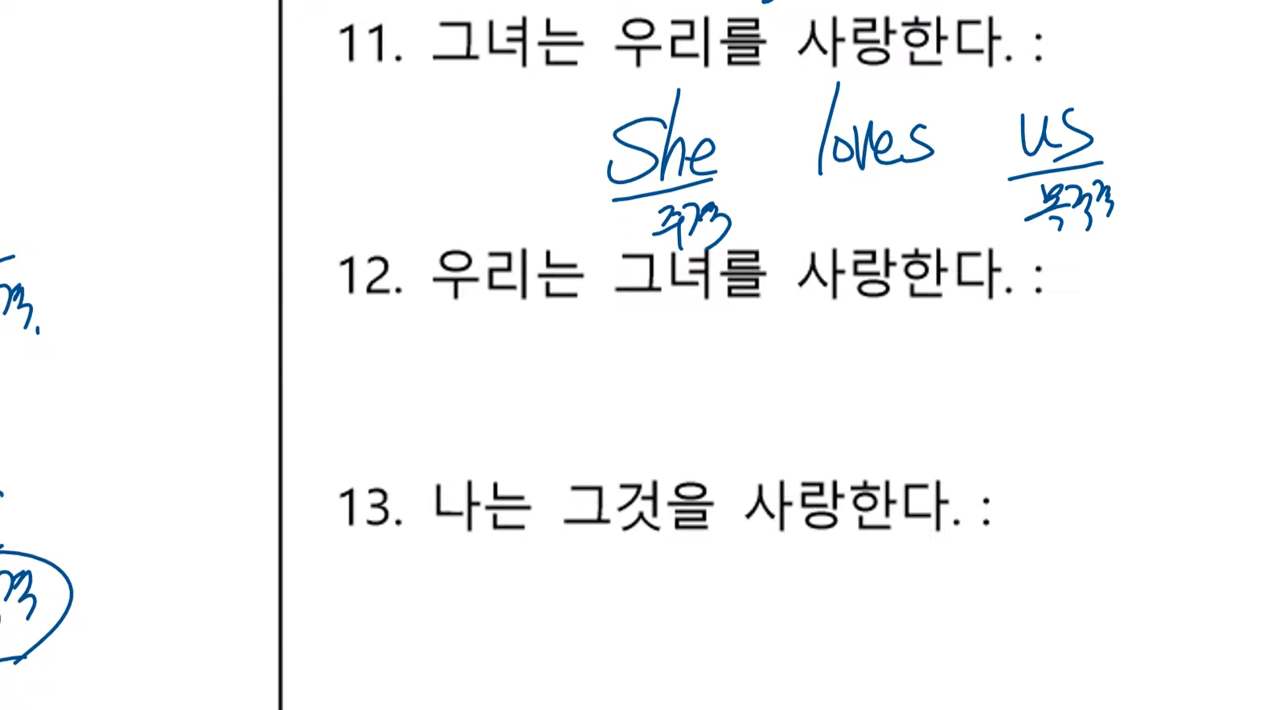 11. 그녀는 우리를 사랑한다. :
She loves us
주격 목적격
12. 우리는 그녀를 사랑한다. :
13. 나는 그것을 사랑한다. :